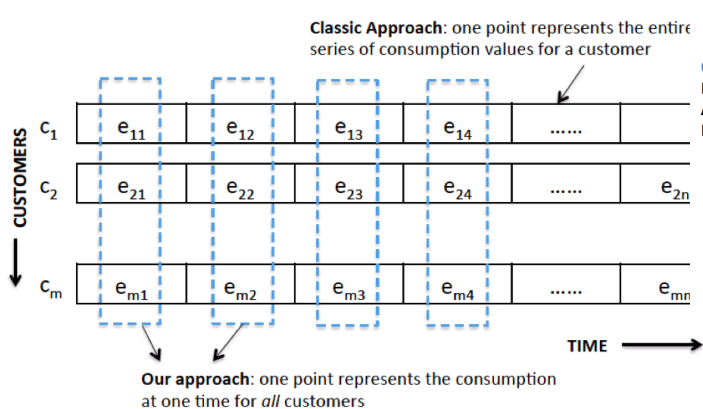 Classic Approach: one point represents the entire
series of consumption values for a customer
CUSTOMERS
c1 e11 e12 e13 e14 ......
c2 e21 e22 e23 e24 ...... e2n
cm em1 em2 em3 em4 ...... emn
TIME
Our approach: one point represents the consumption
at one time for all customers